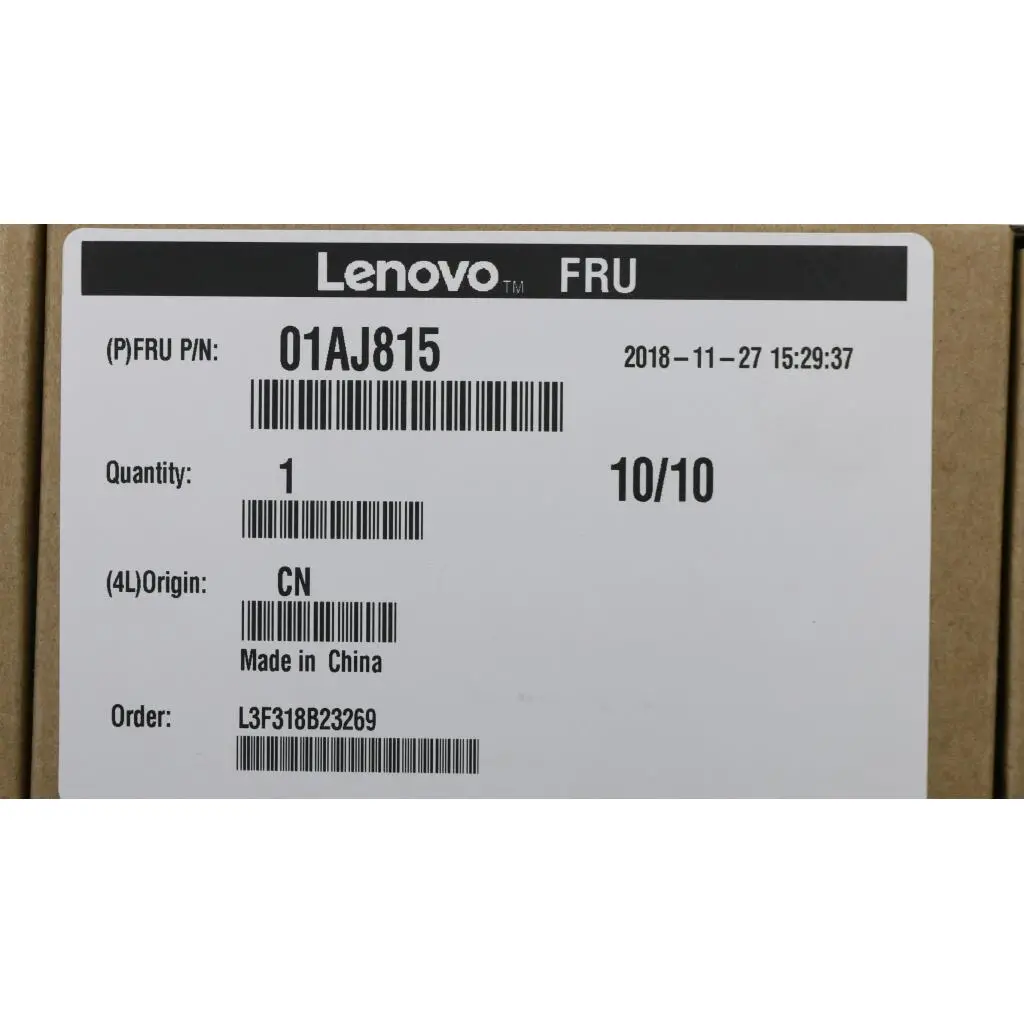 Lenovo™ FRU
(P)FRU P/N: 01AJ815 2018-11-27 15:29:37
Quantity: 1 10/10
(4L)Origin: CN
Made in China
Order: L3F318B23269